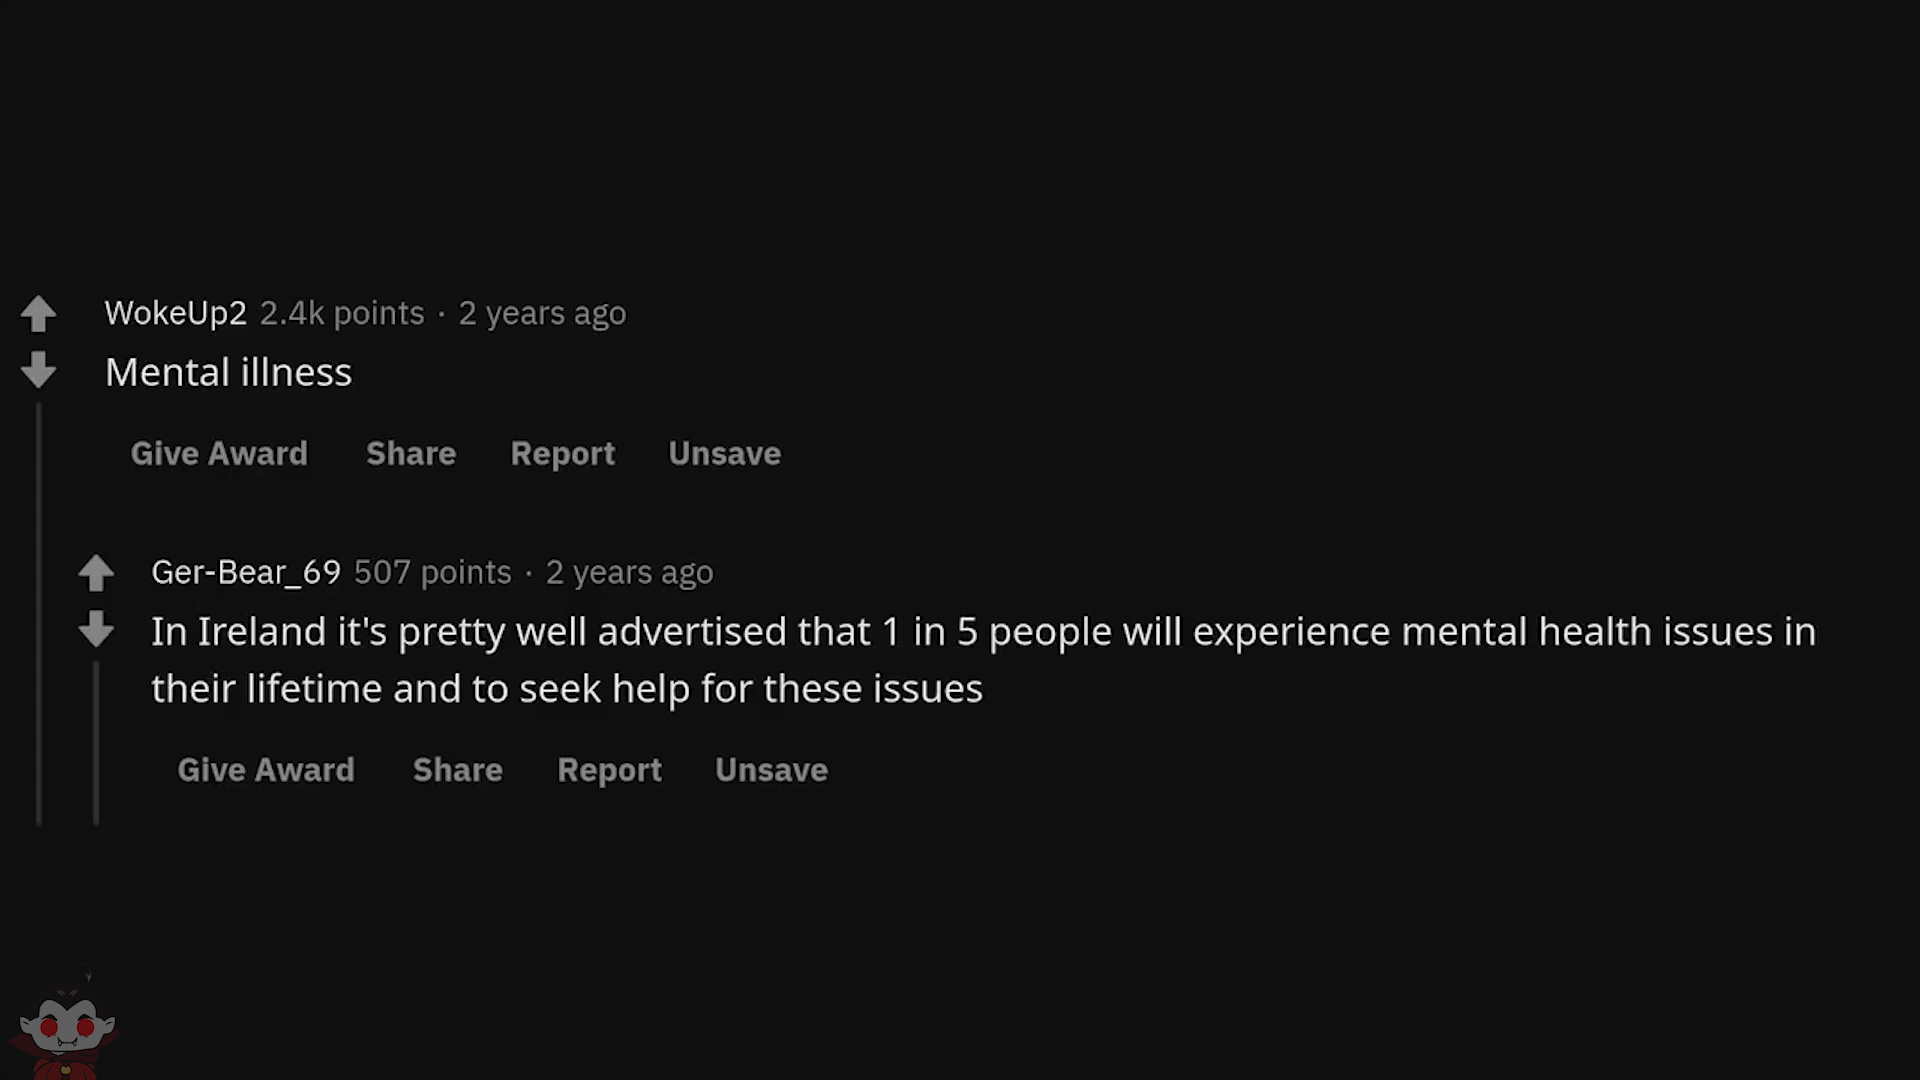 WokeUp2 2.4k points · 2 years ago
Mental illness
Give Award Share Report Unsave
Ger-Bear_69 507 points · 2 years ago
In Ireland it's pretty well advertised that 1 in 5 people will experience mental health issues in
their lifetime and to seek help for these issues
Give Award Share Report Unsave